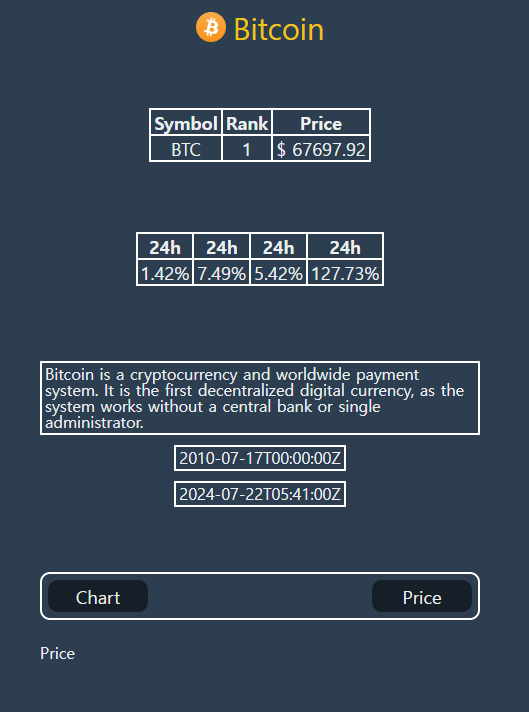 Bitcoin
Symbol Rank Price
BTC 1 $ 67697.92
24h 24h 24h 24h
1.42% 7.49% 5.42% 127.73%
Bitcoin is a cryptocurrency and worldwide payment
system. It is the first decentralized digital currency, as the
system works without a central bank or single
administrator.
2010-07-17T00:00:00Z
2024-07-22T05:41:00Z
Chart Price
Price